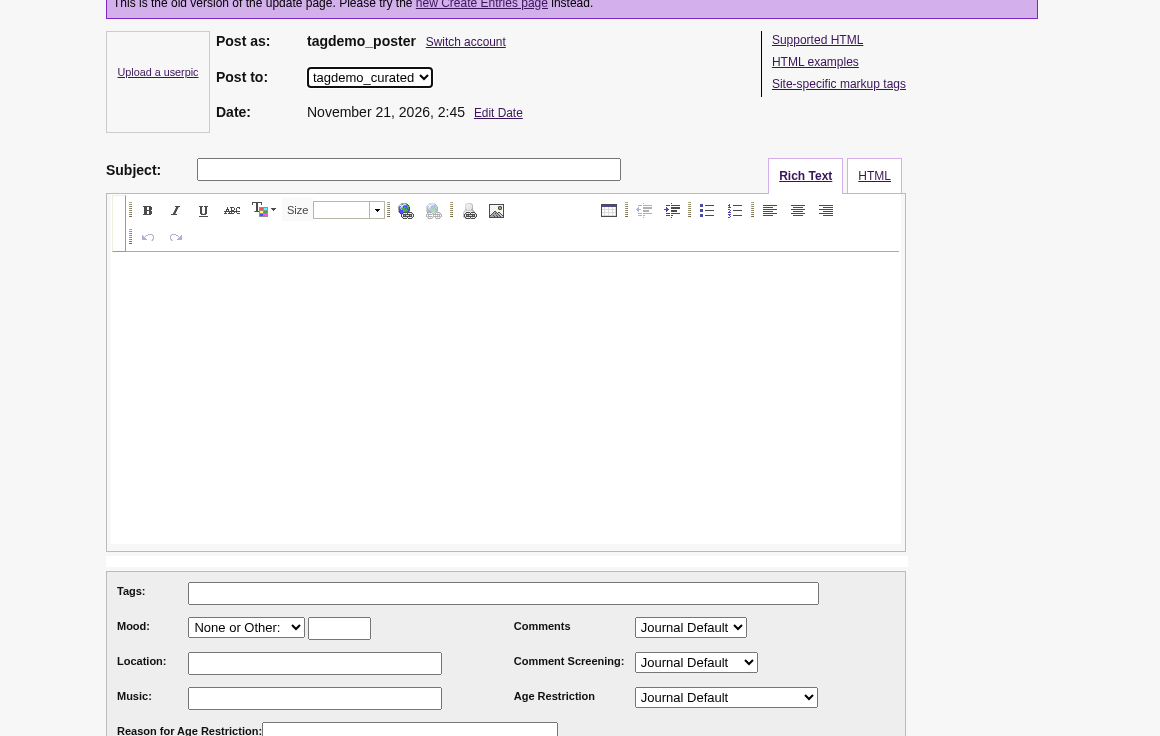 This is the old version of the update page. Please try the new Create Entries page instead.
Upload a userpic
Post as: tagdemo_poster Switch account
Post to: tagdemo_curated
Date: November 21, 2026, 2:45 Edit Date
Supported HTML
HTML examples
Site-specific markup tags
Subject:
Rich Text HTML
B I U ABC T Size
Tags:
Mood: None or Other: Comments Journal Default
Location: Comment Screening: Journal Default
Music: Age Restriction Journal Default
Reason for Age Restriction: